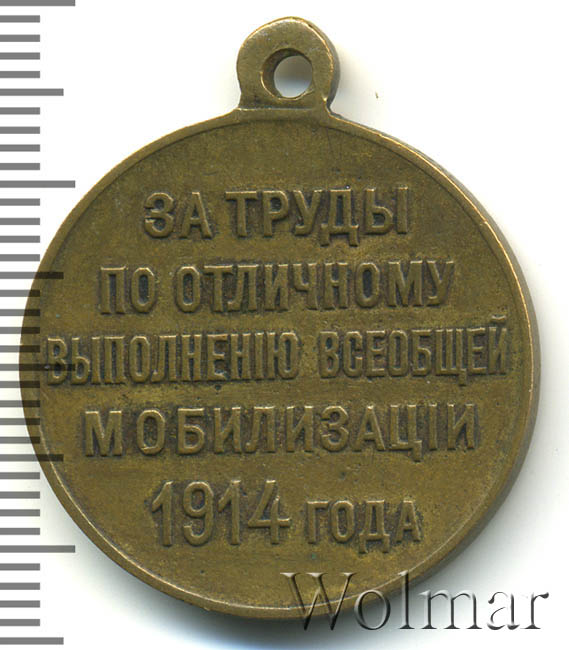 ЗА ТРУДЫ
ПО ОТЛИЧНОМУ
ВЫПОЛНЕНІЮ ВСЕОБЩЕЙ
МОБИЛИЗАЦІИ
1914 ГОДА
Wolmar